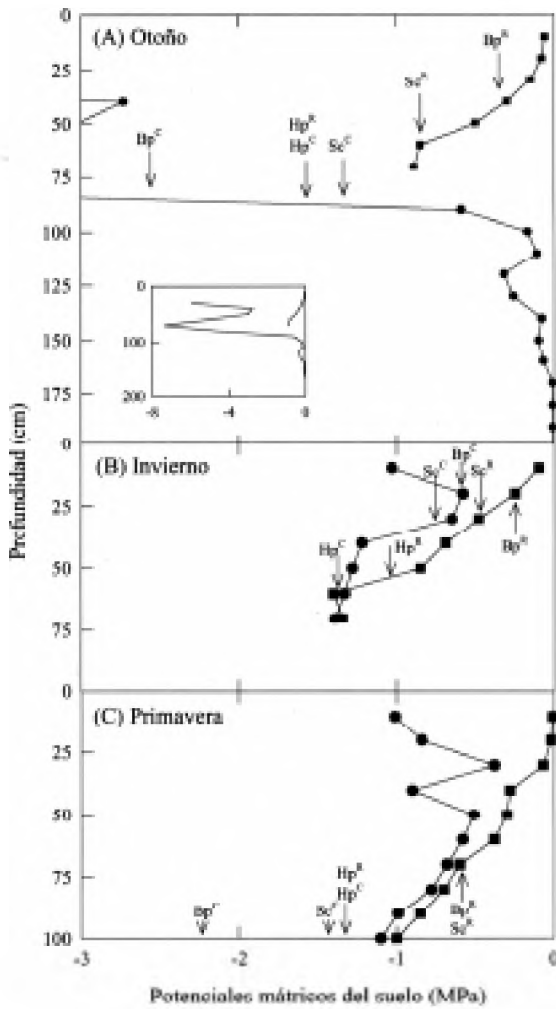 0
(A) Otoño
Bp^R
25
Sc^R
50
Hp^R
Bp^C
Hp^C Sc^C
75
100
125
0
100
200
-8 -4 0
150
175
Profundidad (cm)
0
(B) Invierno
Bp^C
Sc^C Sc^R
25
Hp^C Hp^R Bp^R
50
75
0
(C) Primavera
25
50
75
Hp^R
Hp^C
Bp^C Sc^C Bp^R
Sc^R
100
-3 -2 -1 0
Potenciales mátricos del suelo (MPa)